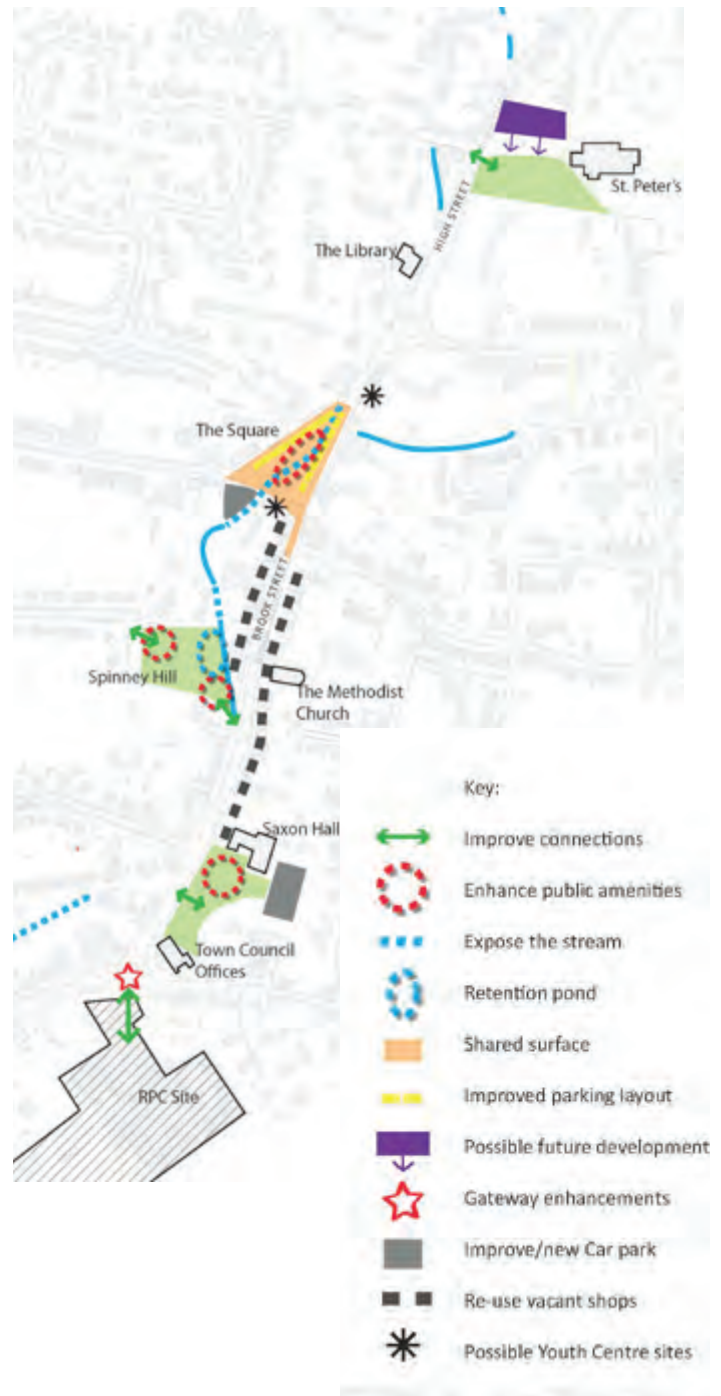 St. Peter's
HIGH STREET
The Library
The Square
BROOK STREET
Spinney Hill
The Methodist
Church
Saxon Hall
Town Council
Offices
RPC Site
Key:
Improve connections
Enhance public amenities
Expose the stream
Retention pond
Shared surface
Improved parking layout
Possible future development
Gateway enhancements
Improve/new Car park
Re-use vacant shops
Possible Youth Centre sites